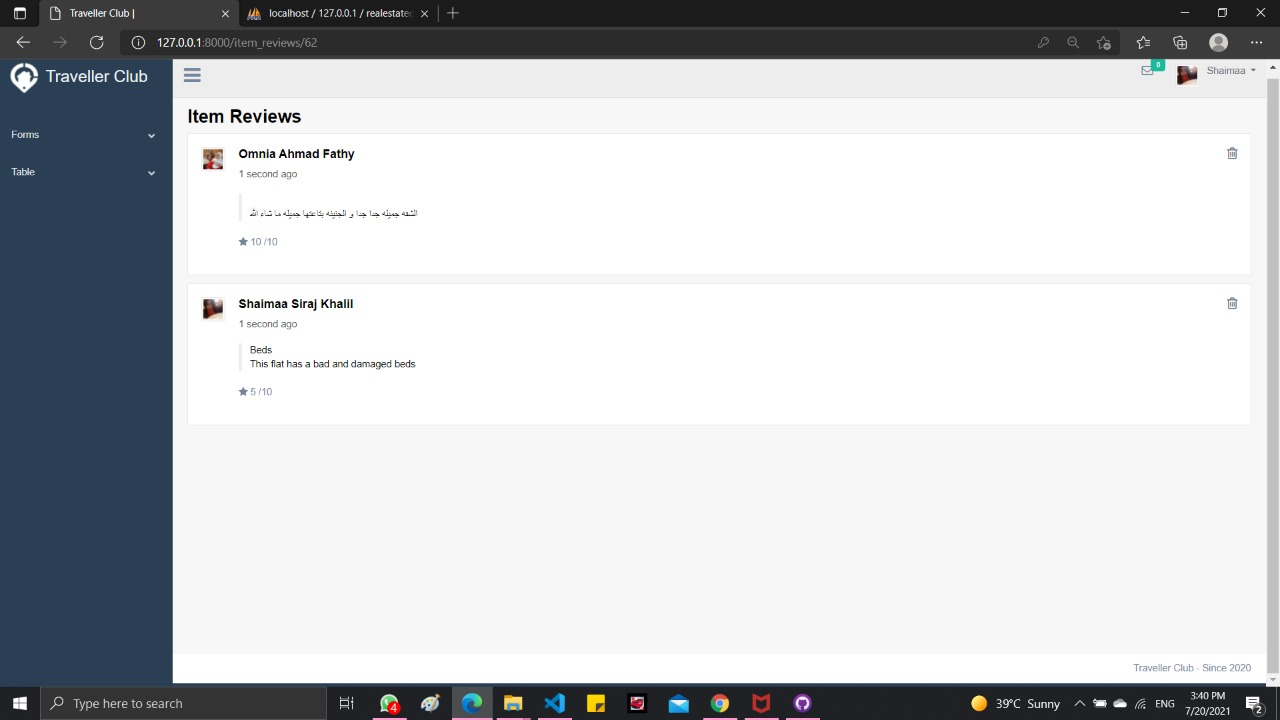 Traveller Club |
localhost / 127.0.0.1 / realestatec
127.0.0.1:8000/item_reviews/62
Traveller Club
0
Shaimaa
Forms
Table
Item Reviews
Omnia Ahmad Fathy
1 second ago
الشقه جميله جدا جدا و الجنينه بتاعتها جميله ما شاء الله
10 /10
Shaimaa Siraj Khalil
1 second ago
Beds
This flat has a bad and damaged beds
5 /10
Traveller Club - Since 2020
Type here to search
4
39°C Sunny
ENG
3:40 PM
7/20/2021
2